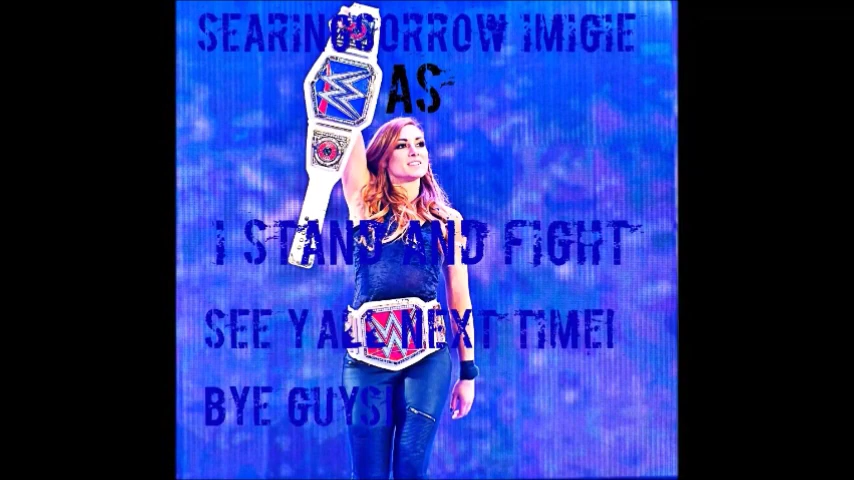 SEARINGSORROW IMIGIE
AS
I STAND AND FIGHT
SEE YALL NEXT TIME!
BYE GUYS!